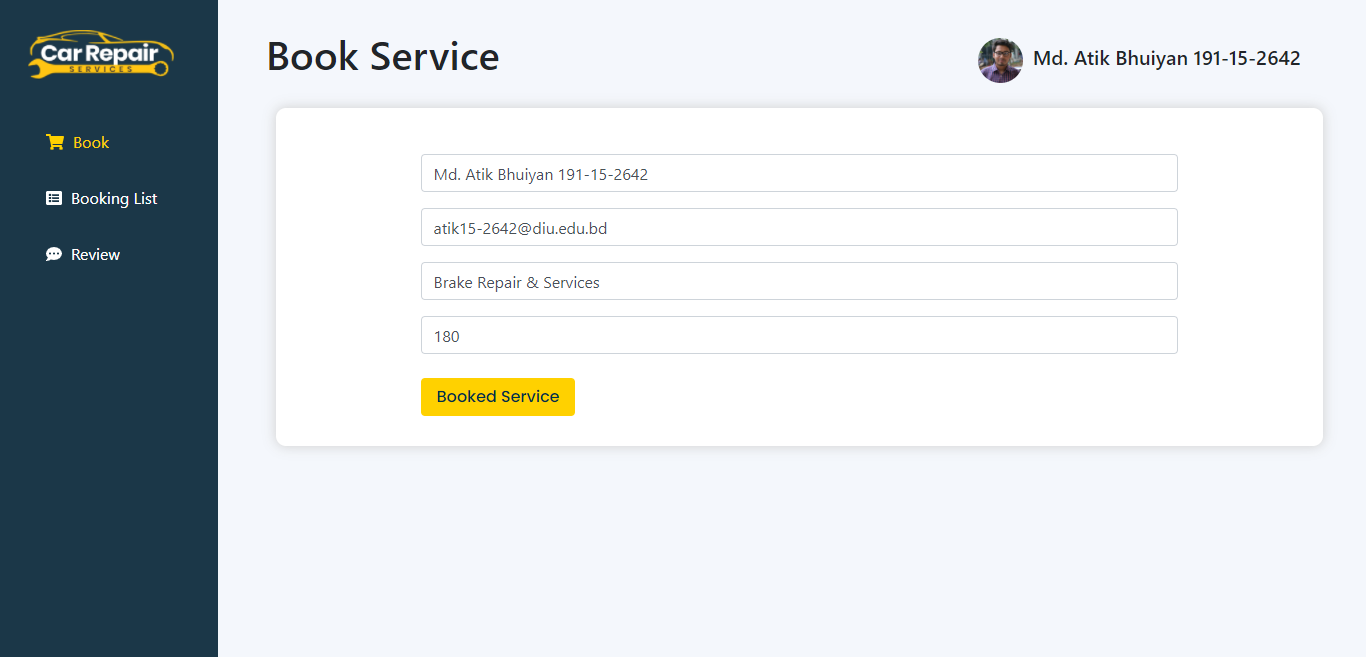 Car Repair
SERVICES
Book
Booking List
Review
Book Service
Md. Atik Bhuiyan 191-15-2642
Md. Atik Bhuiyan 191-15-2642
atik15-2642@diu.edu.bd
Brake Repair & Services
180
Booked Service